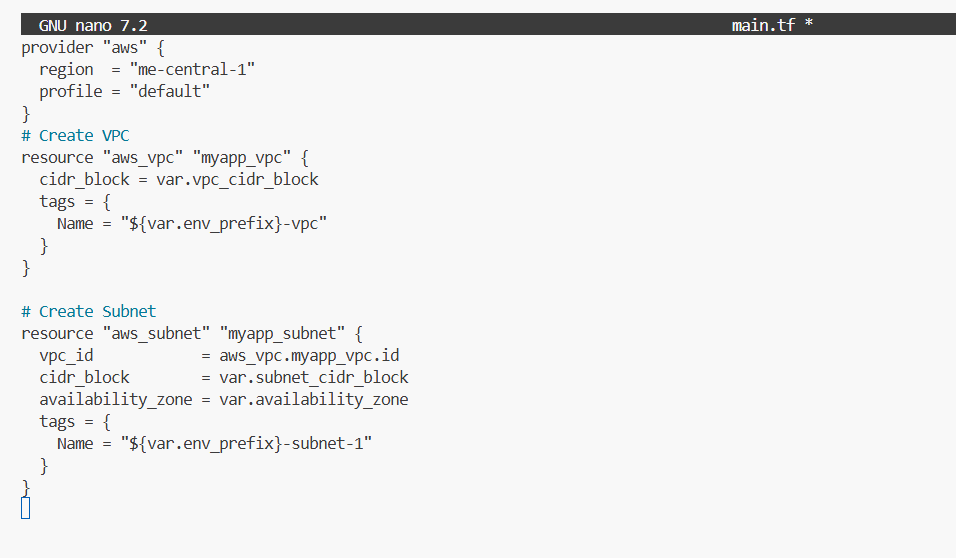 GNU nano 7.2 main.tf *
provider "aws" {
  region  = "me-central-1"
  profile = "default"
}
# Create VPC
resource "aws_vpc" "myapp_vpc" {
  cidr_block = var.vpc_cidr_block
  tags = {
    Name = "${var.env_prefix}-vpc"
  }
}

# Create Subnet
resource "aws_subnet" "myapp_subnet" {
  vpc_id            = aws_vpc.myapp_vpc.id
  cidr_block        = var.subnet_cidr_block
  availability_zone = var.availability_zone
  tags = {
    Name = "${var.env_prefix}-subnet-1"
  }
}